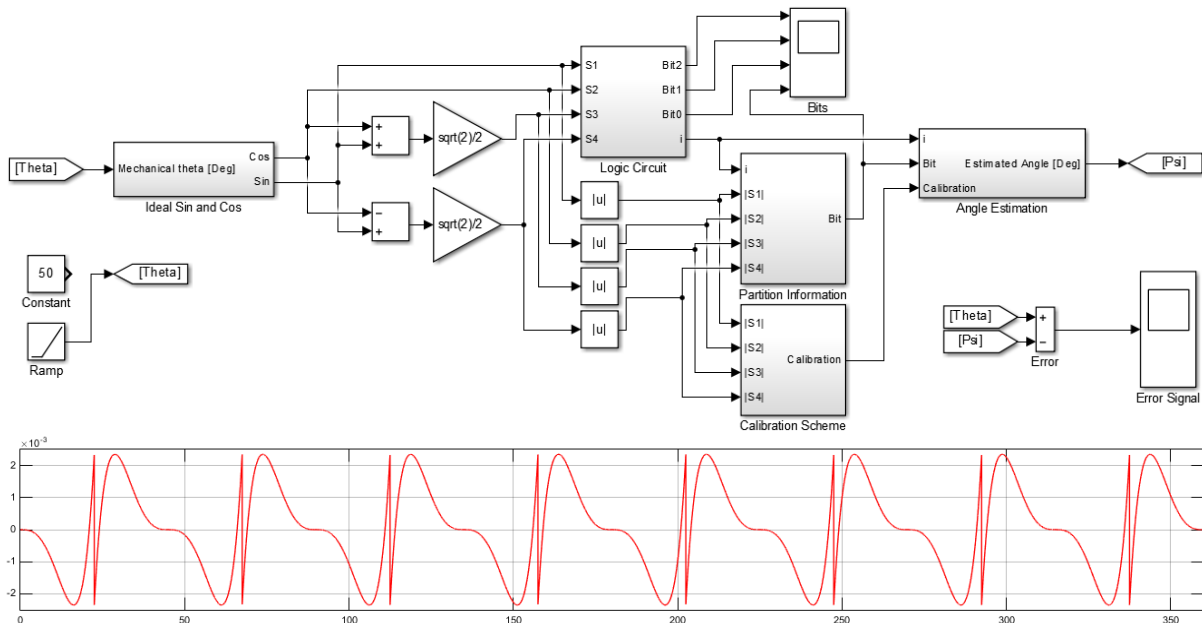 [Theta]
Mechanical theta [Deg]
Cos
Sin
Ideal Sin and Cos
+
+
sqrt(2)/2
−
+
sqrt(2)/2
S1
S2
S3
S4
Bit2
Bit1
Bit0
i
Logic Circuit
Bits
|u|
|u|
|u|
|u|
i
|S1|
|S2|
|S3|
|S4|
Bit
Partition Information
|S1|
|S2|
|S3|
|S4|
Calibration
Calibration Scheme
i
Bit
Calibration
Estimated Angle [Deg]
Angle Estimation
[Psi]
50
Constant
[Theta]
Ramp
[Theta]
[Psi]
+
−
Error
Error Signal
×10⁻³
2
1
0
-1
-2
0
50
100
150
200
250
300
350